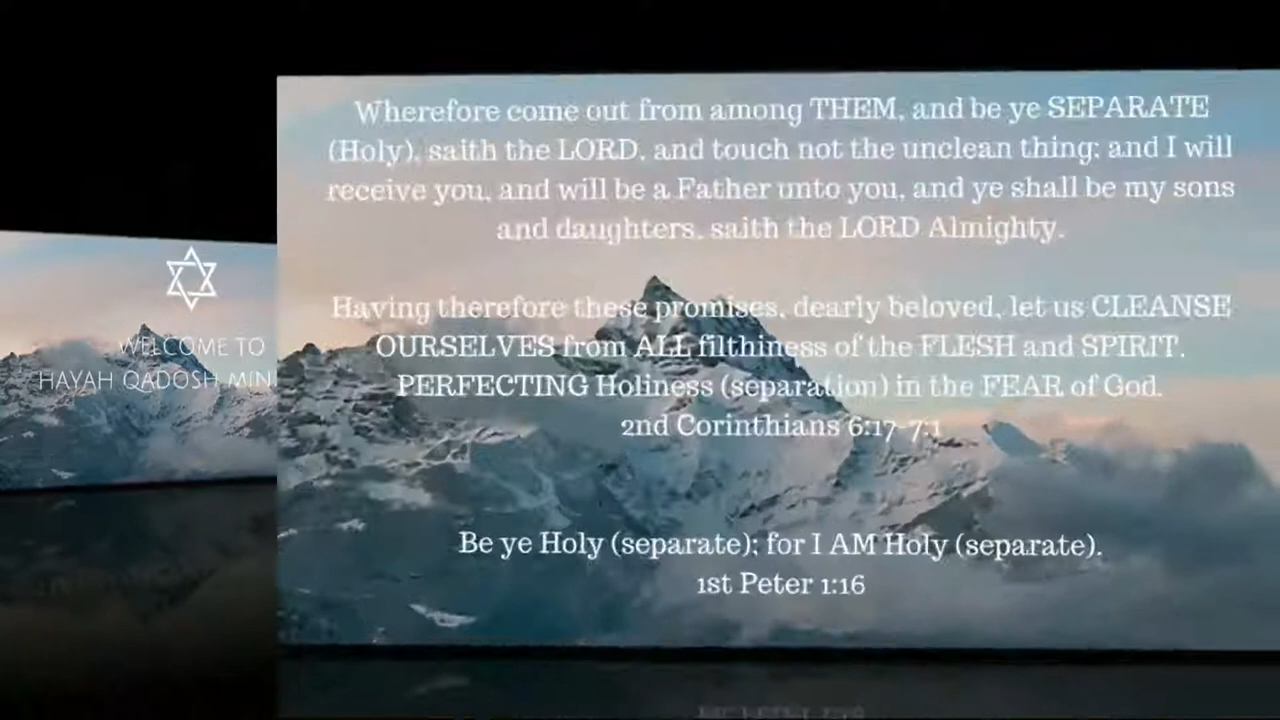 WELCOME TO
HAYAH QADOSH MIN
Wherefore come out from among THEM, and be ye SEPARATE
(Holy), saith the LORD, and touch not the unclean thing; and I will
receive you, and will be a Father unto you, and ye shall be my sons
and daughters, saith the LORD Almighty.
Having therefore these promises, dearly beloved, let us CLEANSE
OURSELVES from ALL filthiness of the FLESH and SPIRIT,
PERFECTING Holiness (separation) in the FEAR of God.
2nd Corinthians 6:17-7:1
Be ye Holy (separate); for I AM Holy (separate).
1st Peter 1:16